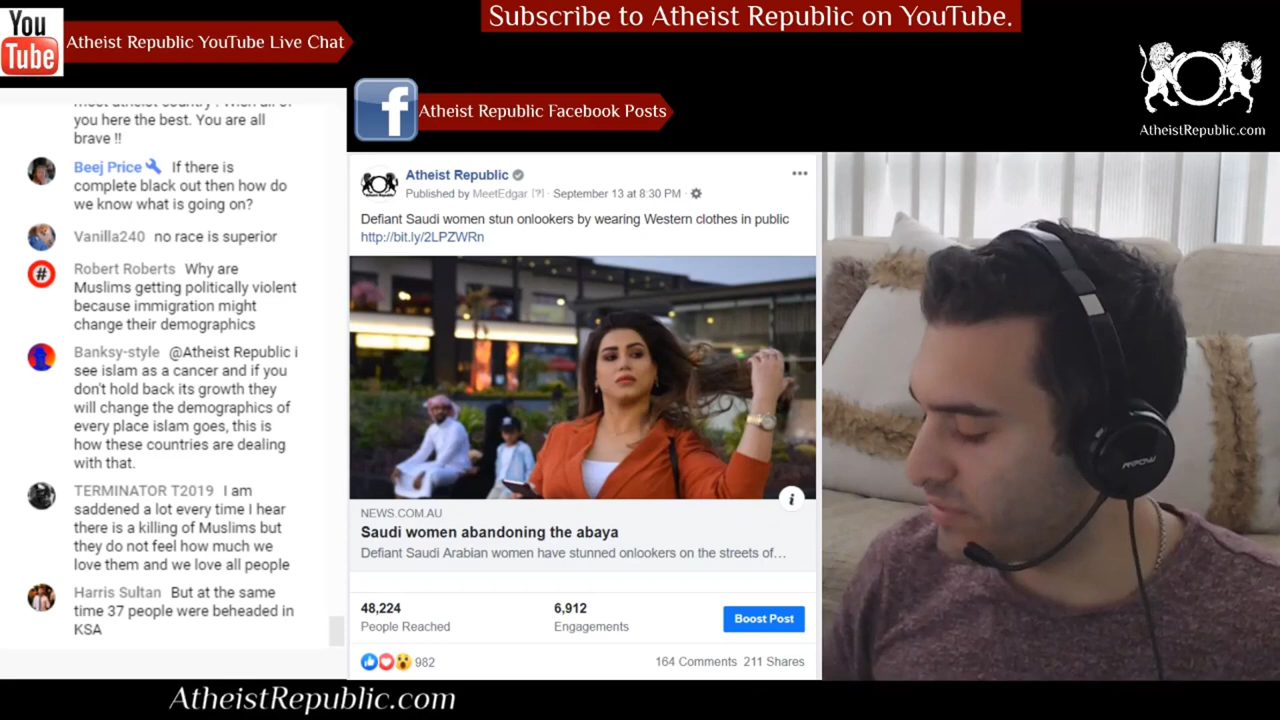 Subscribe to Atheist Republic on YouTube.
You
Tube
Atheist Republic YouTube Live Chat
Atheist Republic Facebook Posts
AtheistRepublic.com
most atheist country ! Wish all of
you here the best. You are all
brave !!
Beej Price If there is
complete black out then how do
we know what is going on?
Vanilla240 no race is superior
Robert Roberts Why are
Muslims getting politically violent
because immigration might
change their demographics
Banksy-style @Atheist Republic i
see islam as a cancer and if you
don't hold back its growth they
will change the demographics of
every place islam goes, this is
how these countries are dealing
with that.
TERMINATOR T2019 I am
saddened a lot every time I hear
there is a killing of Muslims but
they do not feel how much we
love them and we love all people
Harris Sultan But at the same
time 37 people were beheaded in
KSA
Atheist Republic
Published by MeetEdgar [?] · September 13 at 8:30 PM ·
Defiant Saudi women stun onlookers by wearing Western clothes in public
http://bit.ly/2LPZWRn
NEWS.COM.AU
Saudi women abandoning the abaya
Defiant Saudi Arabian women have stunned onlookers on the streets of...
48,224
People Reached
6,912
Engagements
Boost Post
982
164 Comments 211 Shares
AtheistRepublic.com